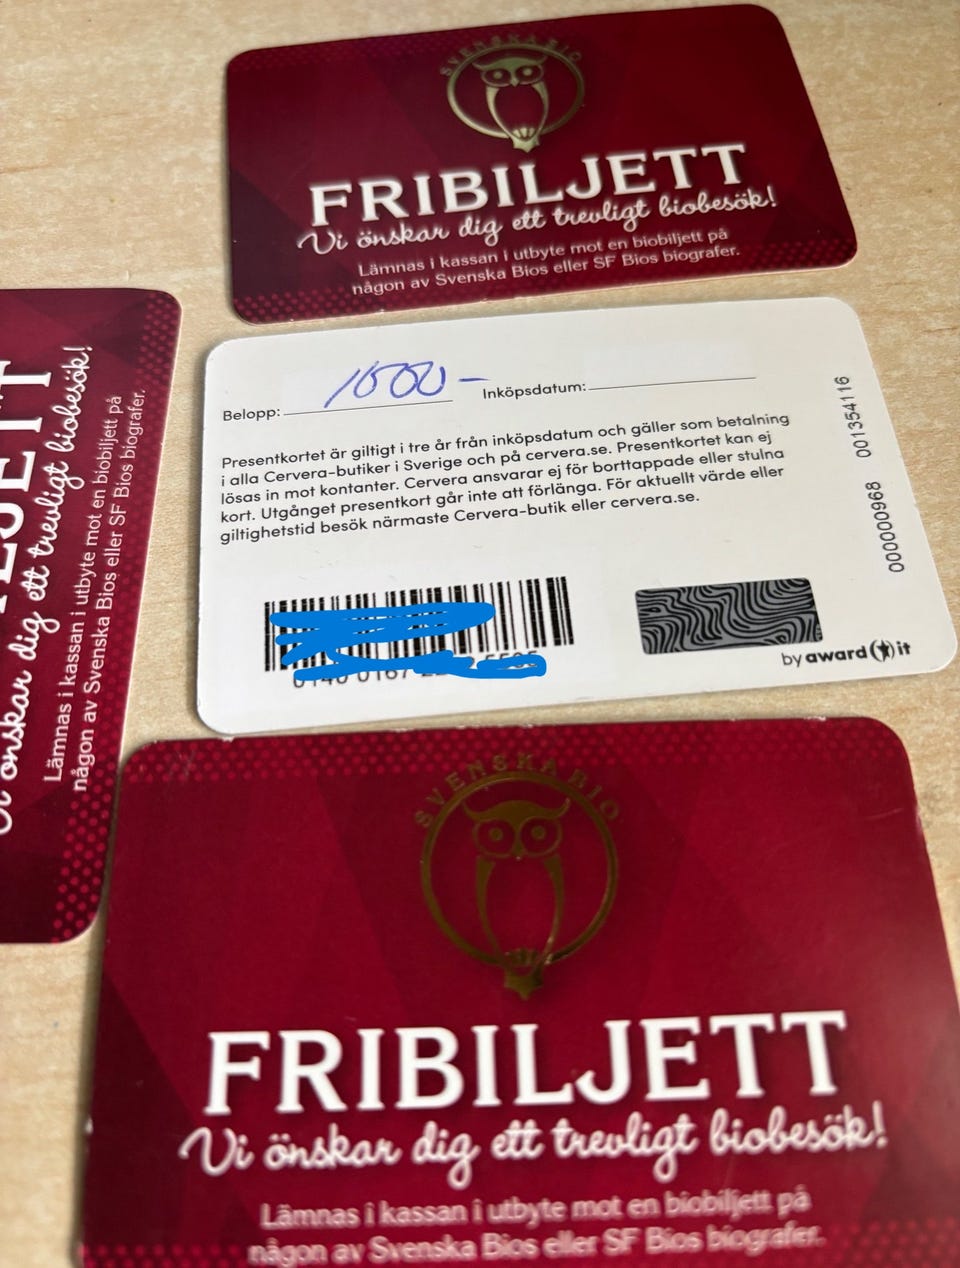 SVENSKA BIO
FRIBILJETT
Vi önskar dig ett trevligt biobesök!
Lämnas i kassan i utbyte mot en biobiljett på
någon av Svenska Bios eller SF Bios biografer.
Vi önskar dig ett trevligt biobesök!
Lämnas i kassan i utbyte mot en biobiljett på
någon av Svenska Bios eller SF Bios biografer.
Belopp: 1000- Inköpsdatum:
Presentkortet är giltigt i tre år från inköpsdatum och gäller som betalning
i alla Cervera-butiker i Sverige och på cervera.se. Presentkortet kan ej
lösas in mot kontanter. Cervera ansvarar ej för borttappade eller stulna
kort. Utgånget presentkort går inte att förlänga. För aktuellt värde eller
giltighetstid besök närmaste Cervera-butik eller cervera.se.
000000968 001354116
by award it
SVENSKA BIO
FRIBILJETT
Vi önskar dig ett trevligt biobesök!
Lämnas i kassan i utbyte mot en biobiljett på
någon av Svenska Bios eller SF Bios biografer.